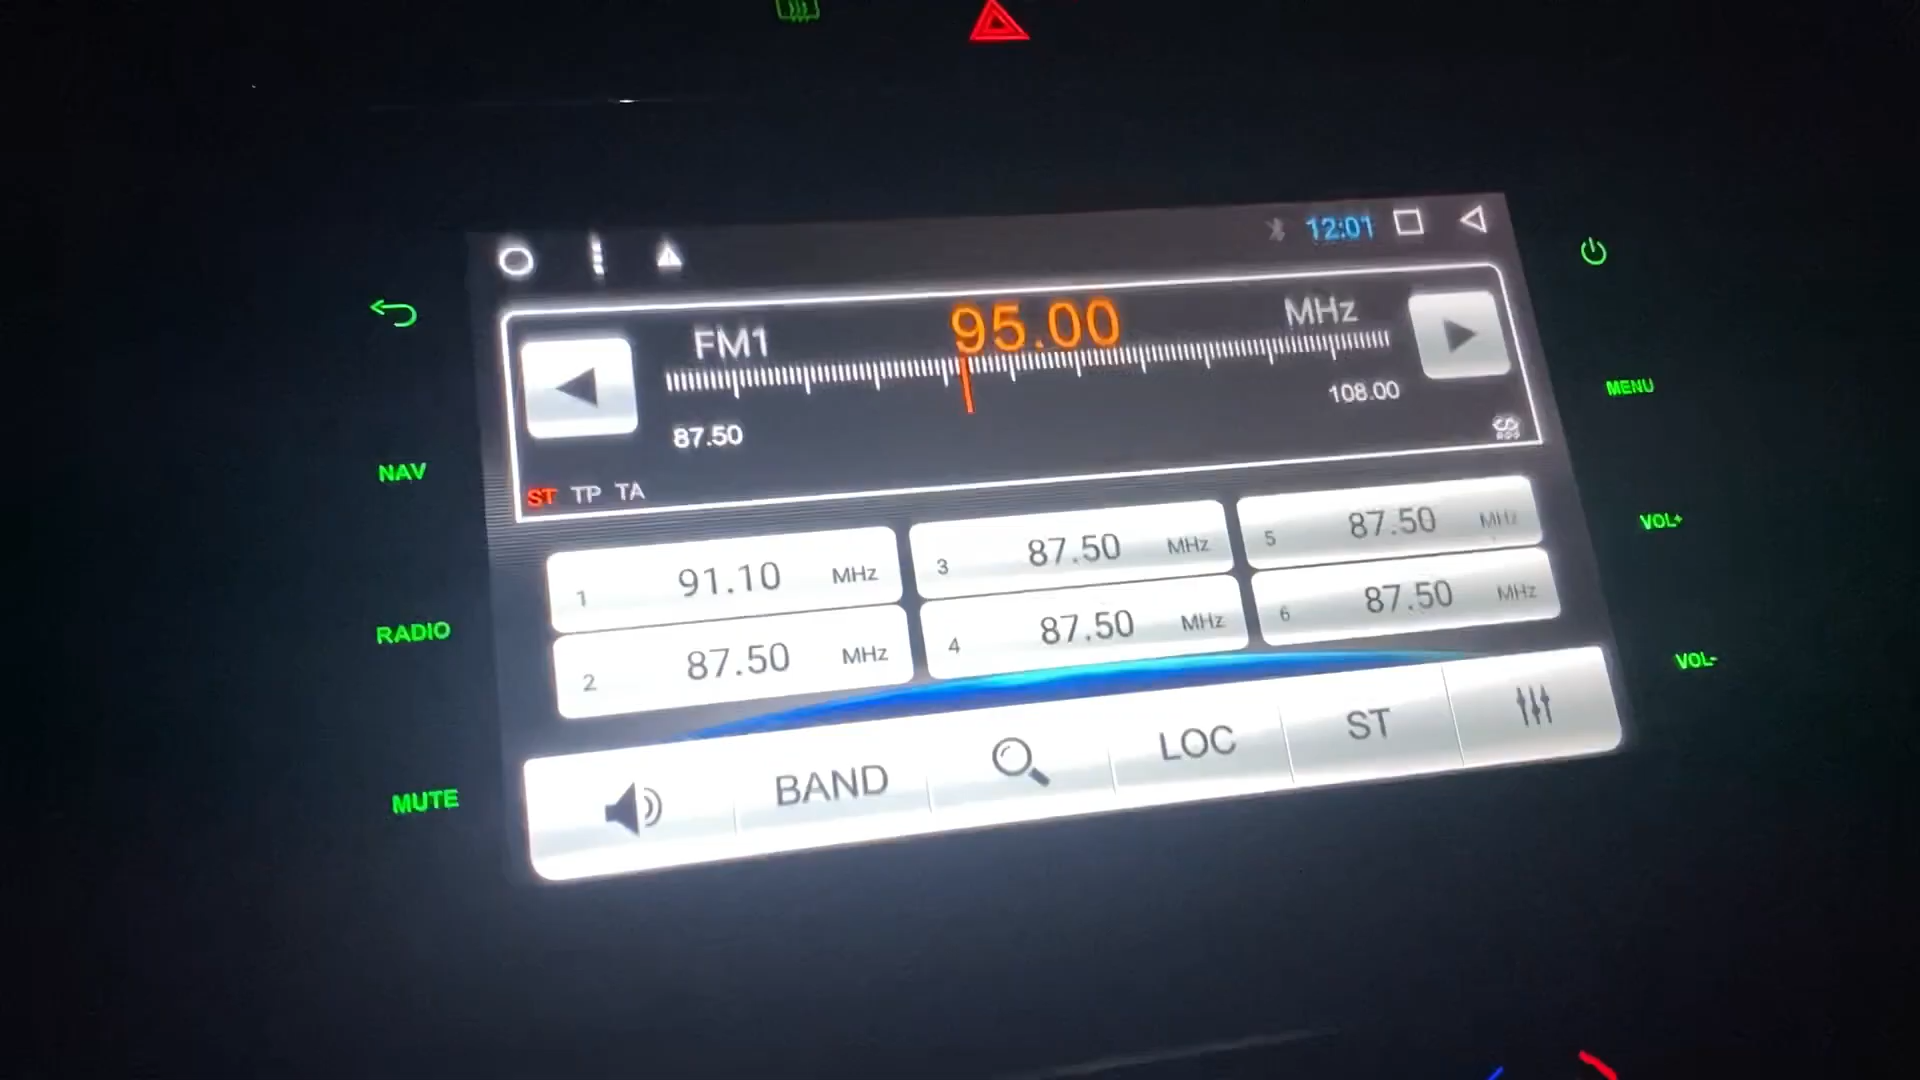 12:01
FM1
95.00
MHz
87.50
108.00
ST TP TA
1 91.10 MHz
2 87.50 MHz
3 87.50 MHz
4 87.50 MHz
5 87.50 MHz
6 87.50 MHz
BAND
LOC
ST
NAV
RADIO
MUTE
MENU
VOL+
VOL-